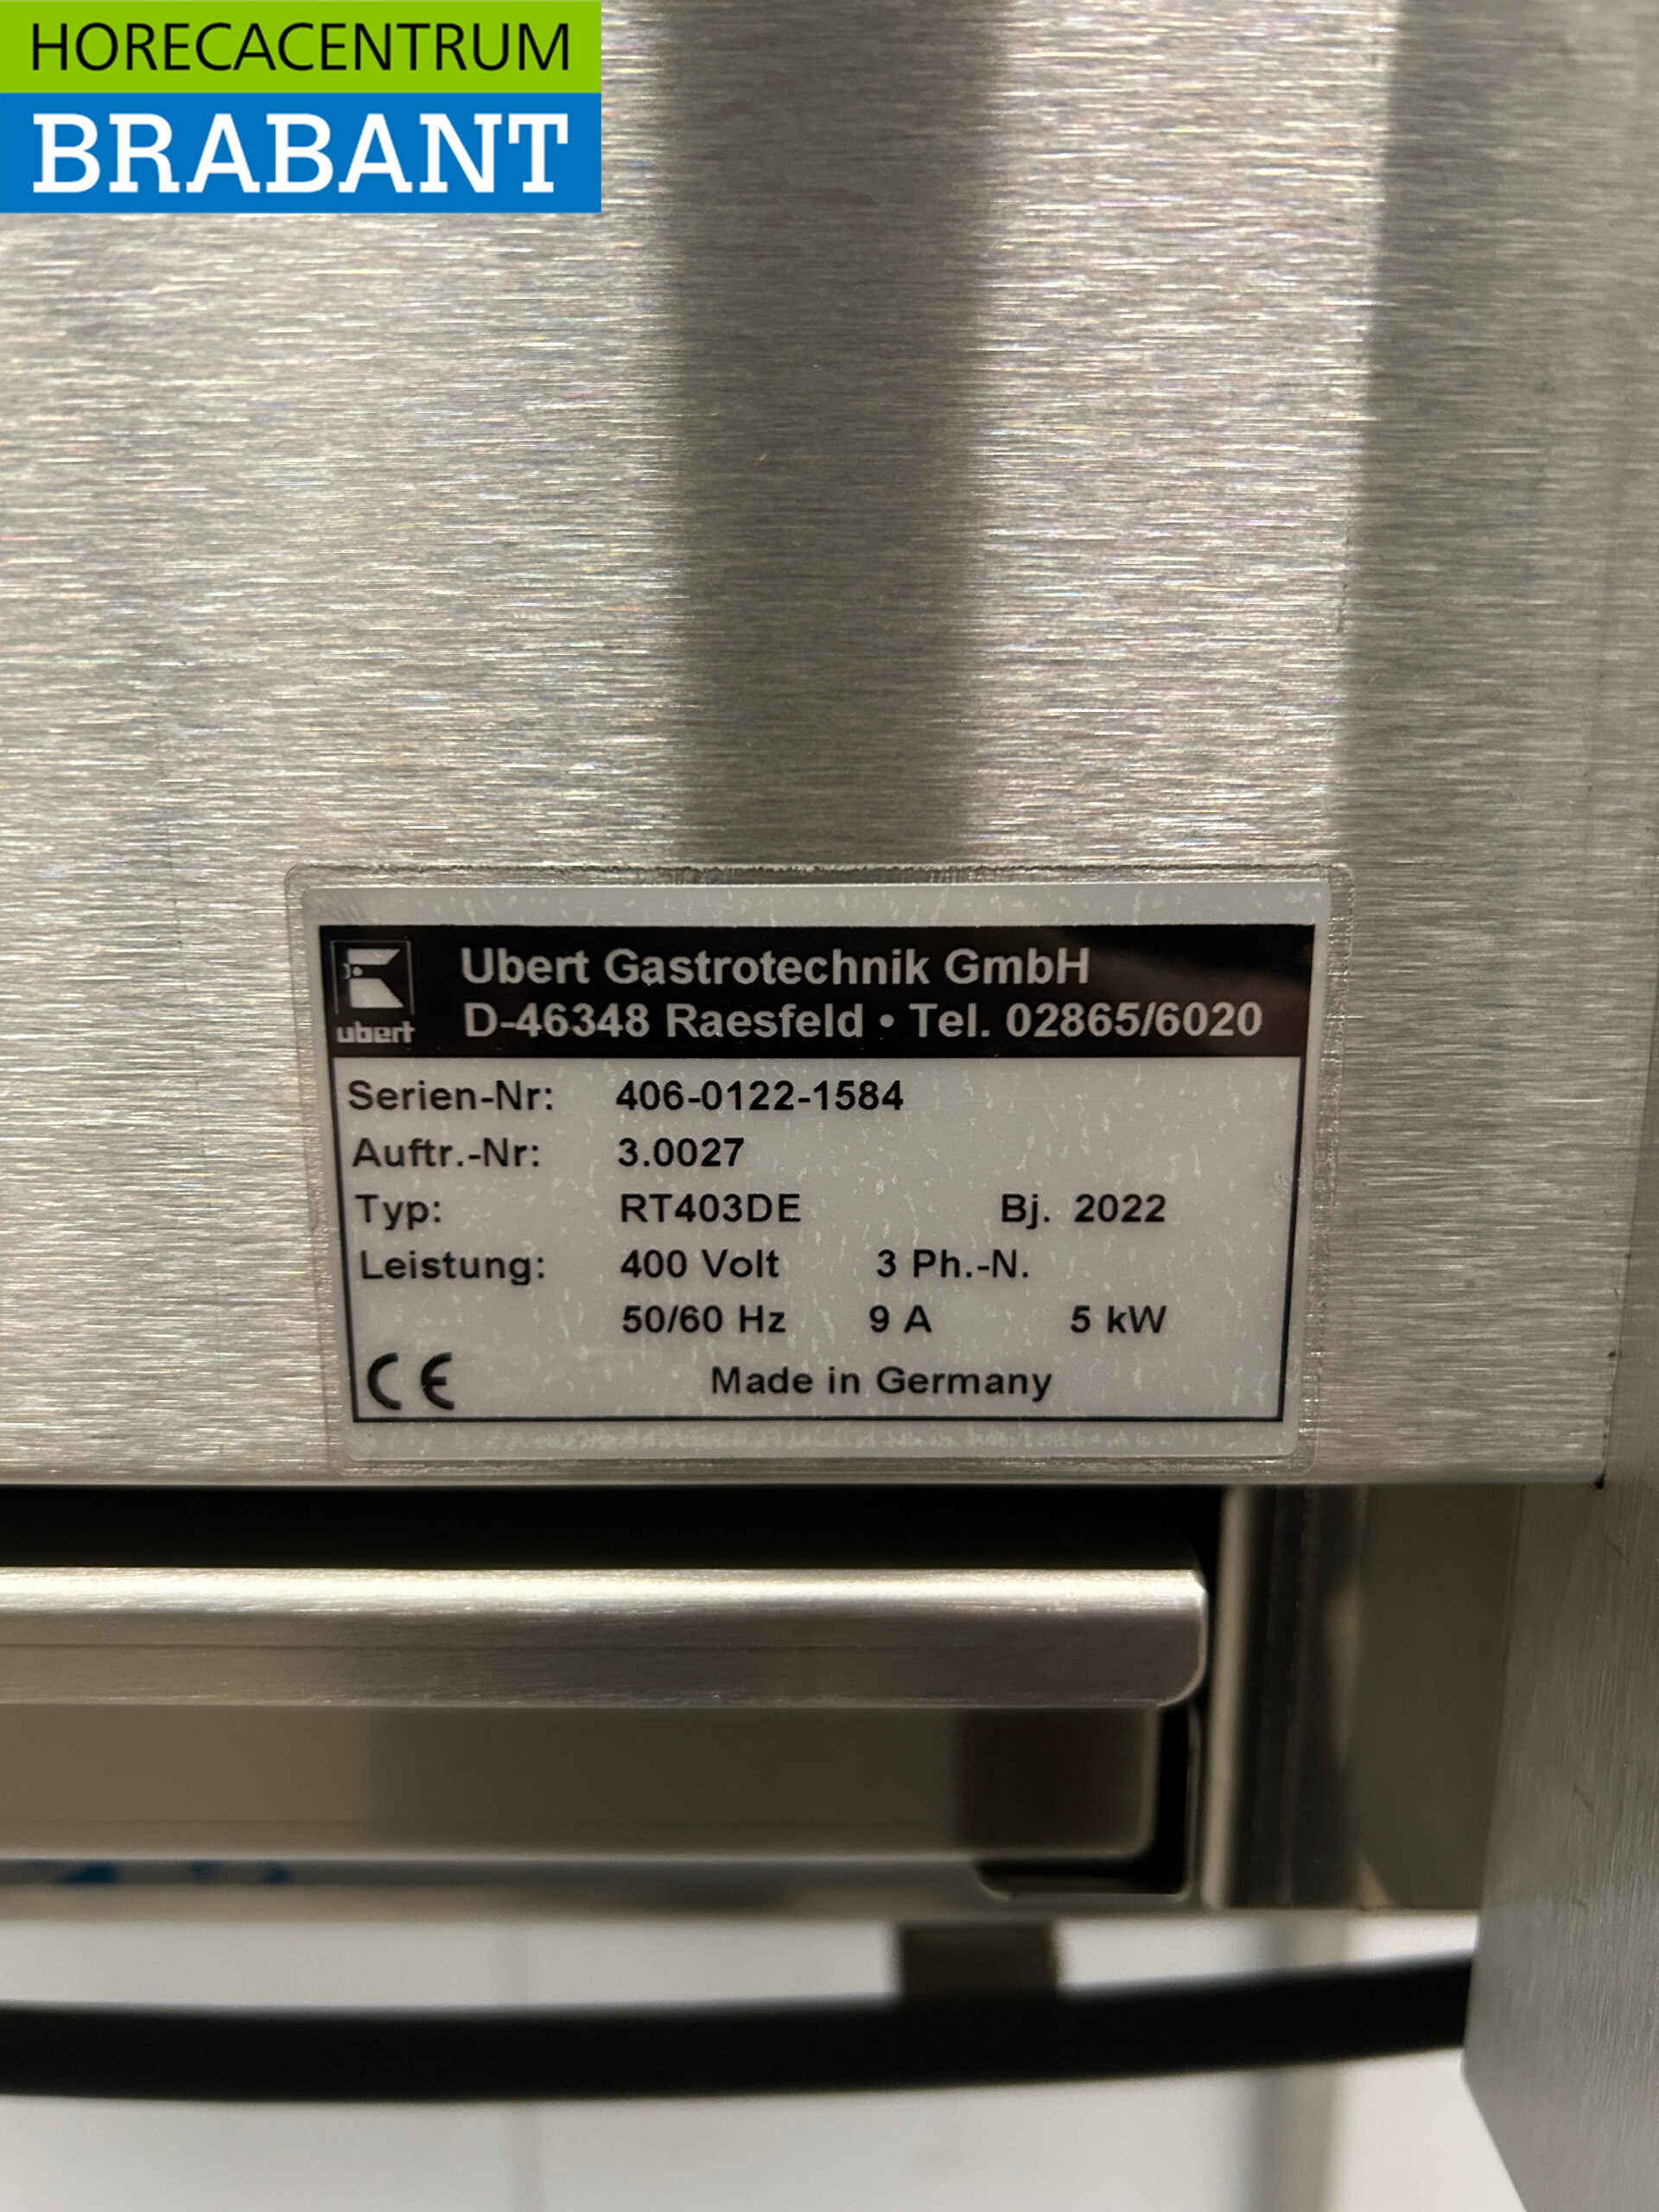 HORECACENTRUM
BRABANT
Ubert Gastrotechnik GmbH
D-46348 Raesfeld • Tel. 02865/6020
ubert
Serien-Nr: 406-0122-1584
Auftr.-Nr: 3.0027
Typ: RT403DE Bj. 2022
Leistung: 400 Volt 3 Ph.-N.
50/60 Hz 9 A 5 kW
CE Made in Germany